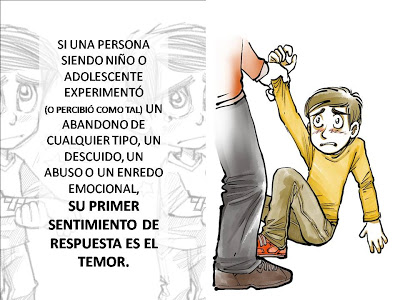 SI UNA PERSONA
SIENDO NIÑO O
ADOLESCENTE
EXPERIMENTÓ
(O PERCIBIÓ COMO TAL) UN
ABANDONO DE
CUALQUIER TIPO, UN
DESCUIDO, UN
ABUSO O UN ENREDO
EMOCIONAL,
SU PRIMER
SENTIMIENTO DE
RESPUESTA ES EL
TEMOR.